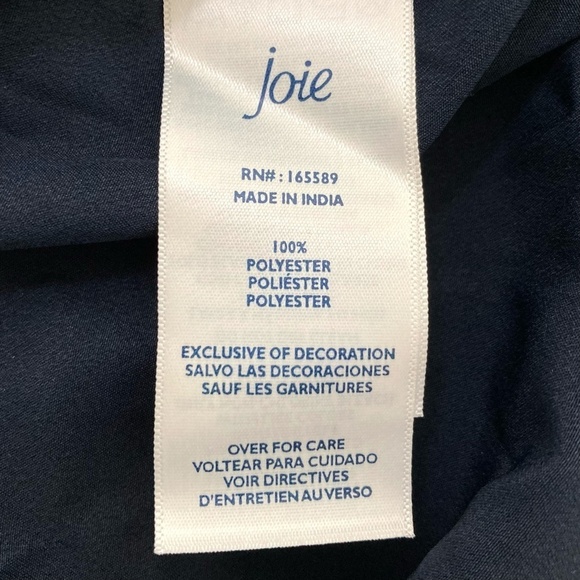 joie
RN#: 165589
MADE IN INDIA
100%
POLYESTER
POLIÉSTER
POLYESTER
EXCLUSIVE OF DECORATION
SALVO LAS DECORACIONES
SAUF LES GARNITURES
OVER FOR CARE
VOLTEAR PARA CUIDADO
VOIR DIRECTIVES
D'ENTRETIEN AU VERSO